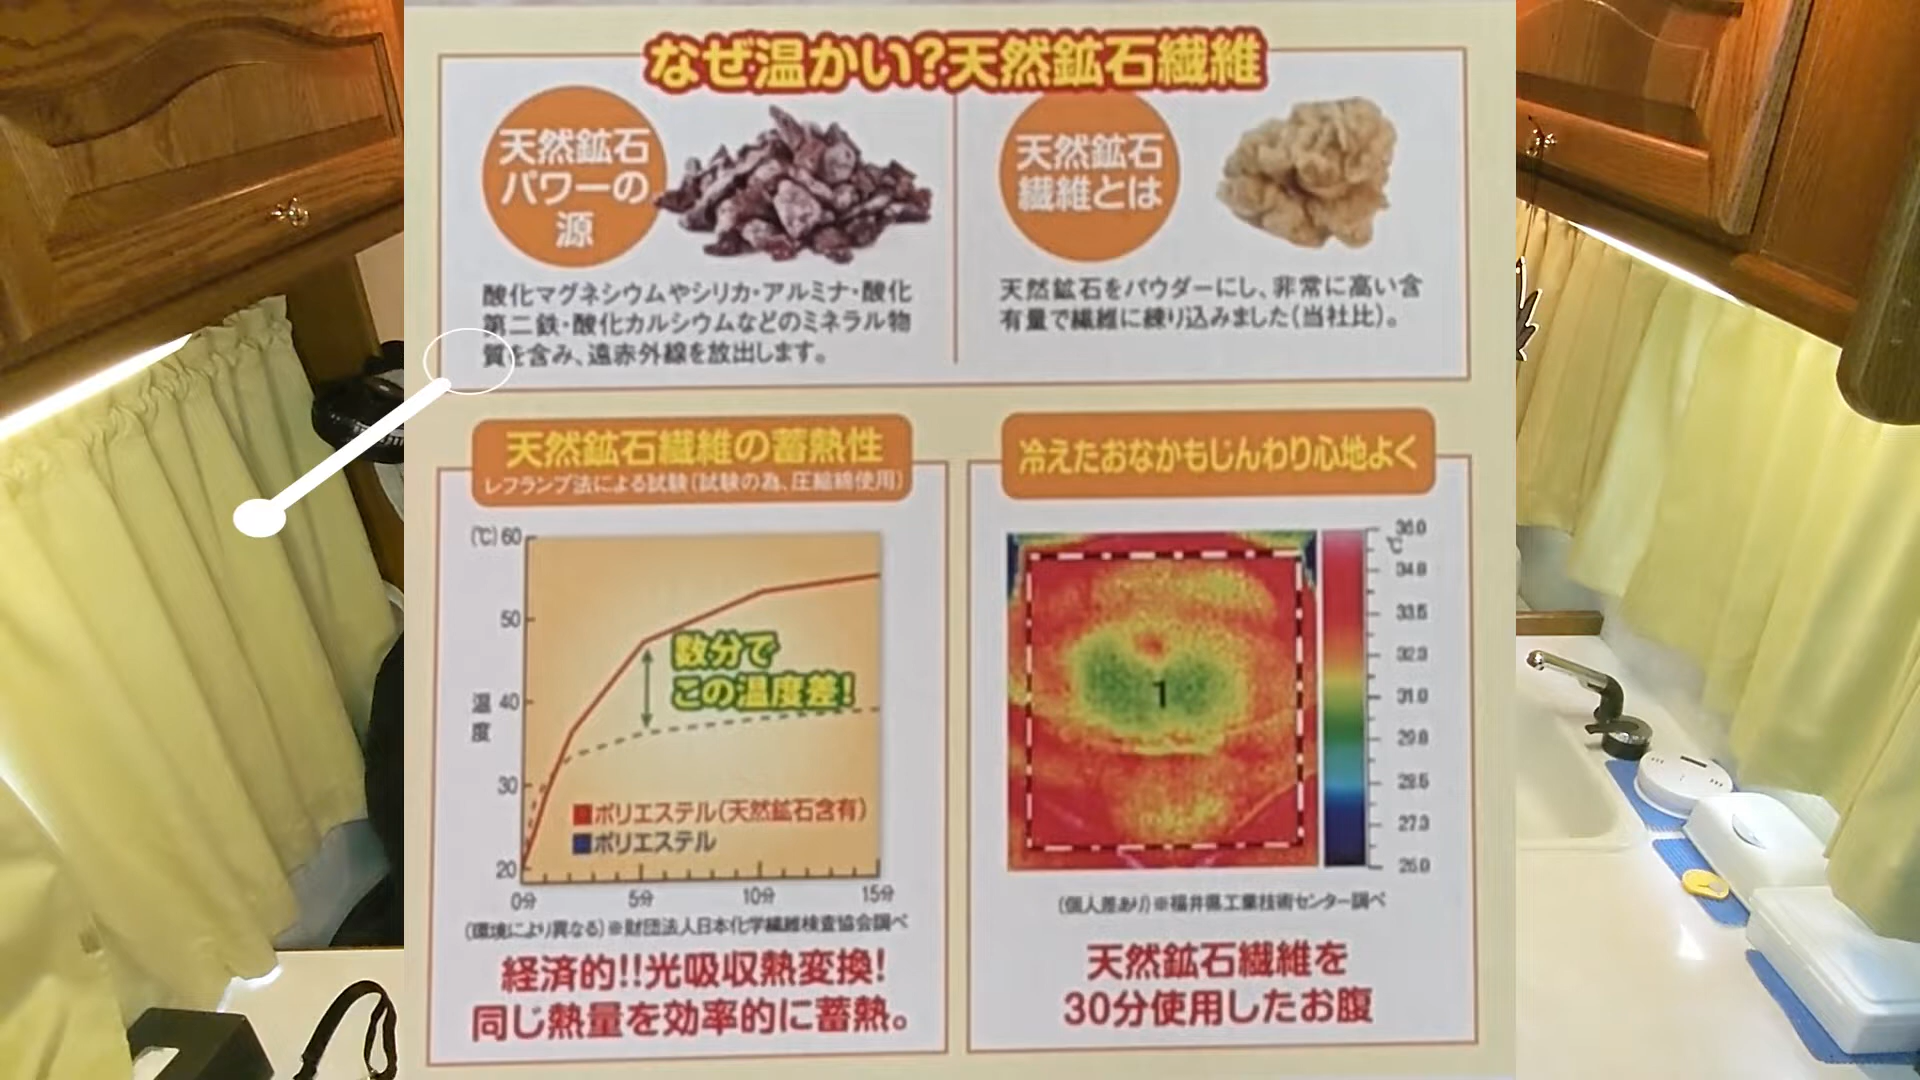 なぜ温かい?天然鉱石繊維
天然鉱石
パワーの
源
酸化マグネシウムやシリカ・アルミナ・酸化
第二鉄・酸化カルシウムなどのミネラル物
質を含み、遠赤外線を放出します。
天然鉱石
繊維とは
天然鉱石をパウダーにし、非常に高い含
有量で繊維に練り込みました(当社比)。
天然鉱石繊維の蓄熱性
レフランプ法による試験(試験の為、圧縮綿使用)
(℃)60
50
温度
40
30
20
0分 5分 10分 15分
数分で
この温度差!
ポリエステル(天然鉱石含有)
ポリエステル
(環境により異なる)※財団法人日本化学繊維検査協会調べ
経済的!!光吸収熱変換!
同じ熱量を効率的に蓄熱。
冷えたおなかもじんわり心地よく
1
36.0
℃
34.8
33.5
32.3
31.0
29.8
28.5
27.3
26.0
(個人差あり)※福井県工業技術センター調べ
天然鉱石繊維を
30分使用したお腹